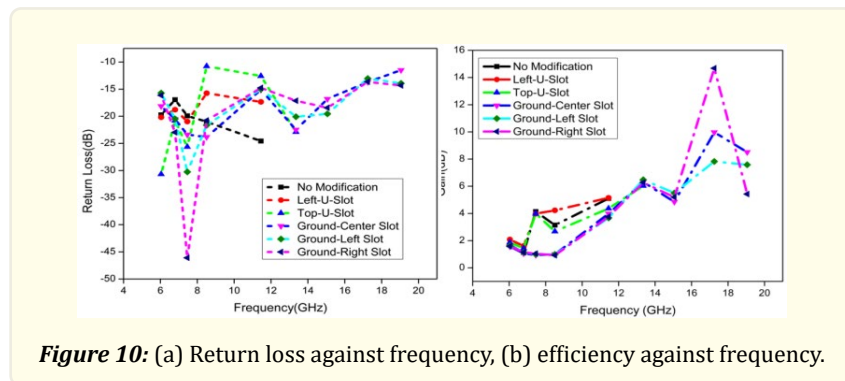 -10
-15
-20
-25
-30
-35
-40
-45
-50
Return Loss(dB)
No Modification
Left-U-Slot
Top-U-Slot
Ground-Center Slot
Ground-Left Slot
Ground-Right Slot
4 6 8 10 12 14 16 18 20
Frequency(GHz)
16
14
12
10
8
6
4
2
0
No Modification
Left-U-Slot
Top-U-Slot
Ground-Center Slot
Ground-Left Slot
Ground-Right Slot
4 6 8 10 12 14 16 18 20
Frequency (GHz)
Figure 10: (a) Return loss against frequency, (b) efficiency against frequency.